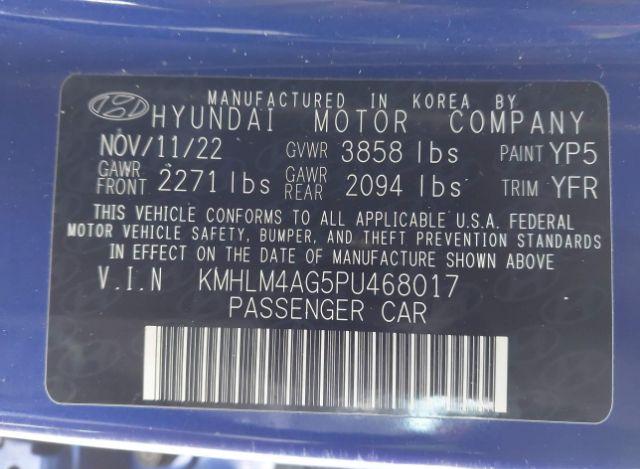 MANUFACTURED IN KOREA BY
HYUNDAI MOTOR COMPANY
NOV/11/22 GVWR 3858 lbs PAINT YP5
GAWR FRONT 2271 lbs GAWR REAR 2094 lbs TRIM YFR
THIS VEHICLE CONFORMS TO ALL APPLICABLE U.S.A. FEDERAL
MOTOR VEHICLE SAFETY, BUMPER, AND THEFT PREVENTION STANDARDS
IN EFFECT ON THE DATE OF MANUFACTURE SHOWN ABOVE
V.I.N KMHLM4AG5PU468017
PASSENGER CAR